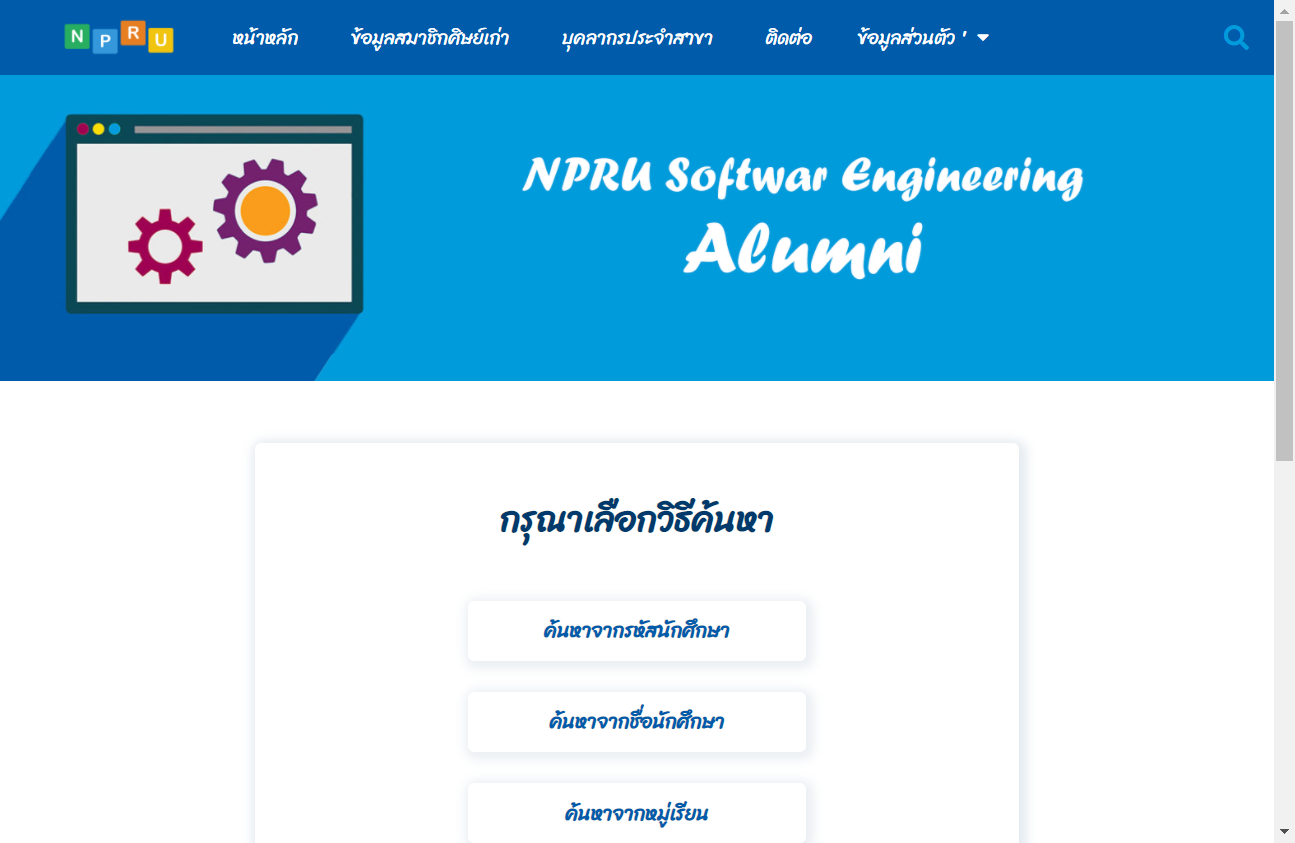 NPRU
หน้าหลัก
ข้อมูลสมาชิกศิษย์เก่า
บุคลากรประจำสาขา
ติดต่อ
ข้อมูลส่วนตัว '
NPRU Softwar Engineering
Alumni
กรุณาเลือกวิธีค้นหา
ค้นหาจากรหัสนักศึกษา
ค้นหาจากชื่อนักศึกษา
ค้นหาจากหมู่เรียน